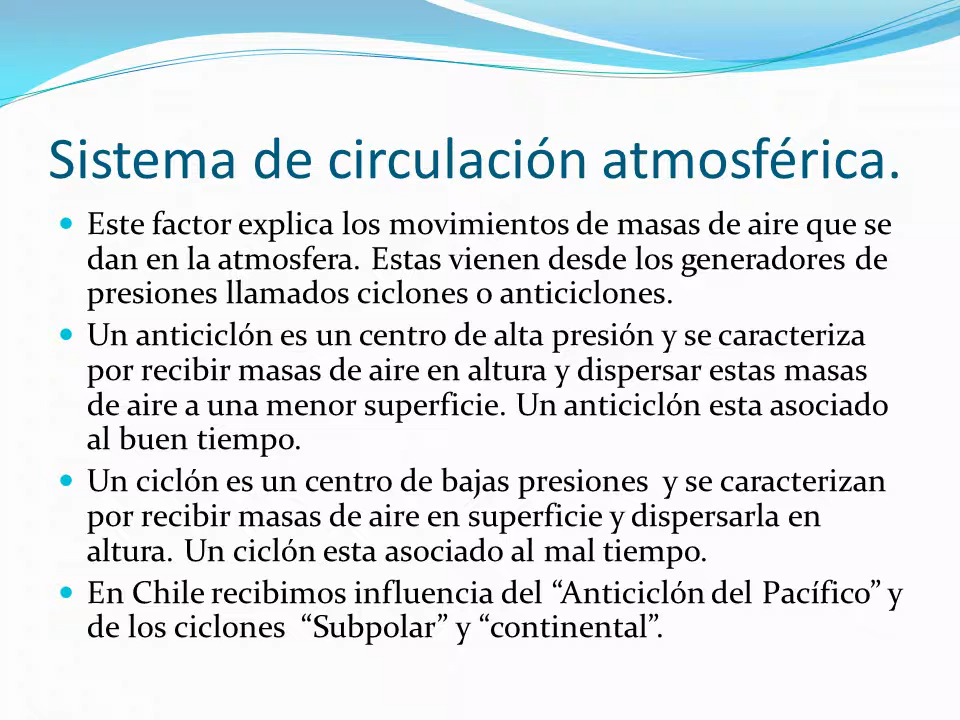 Sistema de circulación atmosférica.
Este factor explica los movimientos de masas de aire que se
dan en la atmosfera. Estas vienen desde los generadores de
presiones llamados ciclones o anticiclones.
Un anticiclón es un centro de alta presión y se caracteriza
por recibir masas de aire en altura y dispersar estas masas
de aire a una menor superficie. Un anticiclón esta asociado
al buen tiempo.
Un ciclón es un centro de bajas presiones  y se caracterizan
por recibir masas de aire en superficie y dispersarla en
altura. Un ciclón esta asociado al mal tiempo.
En Chile recibimos influencia del “Anticiclón del Pacífico” y
de los ciclones  “Subpolar” y “continental”.